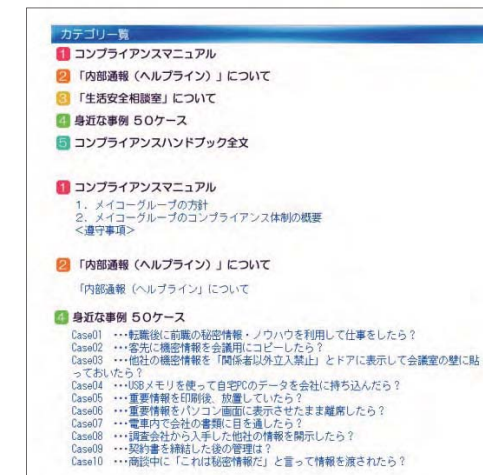 カテゴリ一覧
1 コンプライアンスマニュアル
2 「内部通報（ヘルプライン）」について
3 「生活安全相談室」について
4 身近な事例 50ケース
5 コンプライアンスハンドブック全文
1 コンプライアンスマニュアル
1．メイコーグループの方針
2．メイコーグループのコンプライアンス体制の概要
<遵守事項>
2 「内部通報（ヘルプライン）」について
「内部通報（ヘルプライン」について
4 身近な事例 50ケース
Case01 ･･･転職後に前職の秘密情報・ノウハウを利用して仕事をしたら？
Case02 ･･･客先に機密情報を会議用にコピーしたら？
Case03 ･･･他社の機密情報を「関係者以外立入禁止」とドアに表示して会議室の壁に貼
っておいたら？
Case04 ･･･USBメモリを使って自宅PCのデータを会社に持ち込んだら？
Case05 ･･･重要情報を印刷後、放置していたら？
Case06 ･･･重要情報をパソコン画面に表示させたまま離席したら？
Case07 ･･･電車内で会社の書類に目を通したら？
Case08 ･･･調査会社から入手した他社の情報を開示したら？
Case09 ･･･契約書を締結した後の管理は？
Case10 ･･･商談中に「これは秘密情報だ」と言って情報を渡されたら？